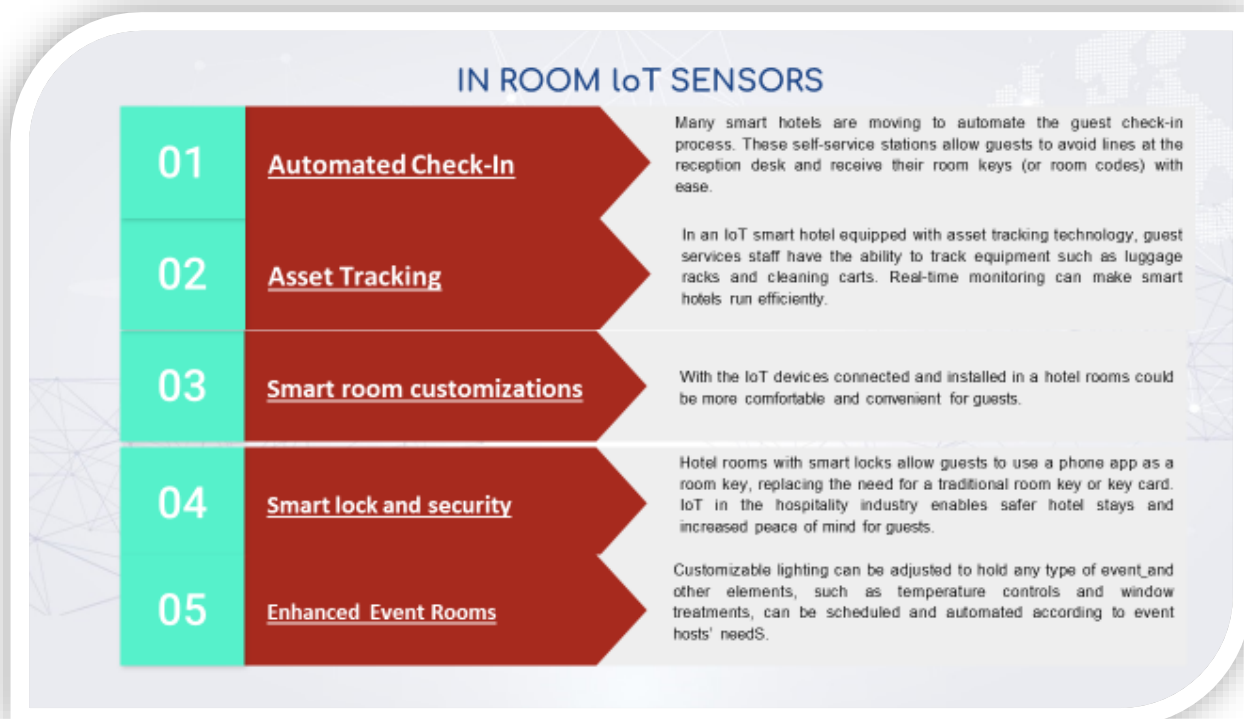 IN ROOM loT SENSORS
01
Automated Check-In
Many smart hotels are moving to automate the guest check-in
process. These self-service stations allow guests to avoid lines at the
reception desk and receive their room keys (or room codes) with
ease.
02
Asset Tracking
In an IoT smart hotel equipped with asset tracking technology, guest
services staff have the ability to track equipment such as luggage
racks and cleaning carts. Real-time monitoring can make smart
hotels run efficiently.
03
Smart room customizations
With the IoT devices connected and installed in a hotel rooms could
be more comfortable and convenient for guests.
04
Smart lock and security
Hotel rooms with smart locks allow guests to use a phone app as a
room key, replacing the need for a traditional room key or key card.
IoT in the hospitality industry enables safer hotel stays and
increased peace of mind for guests.
05
Enhanced Event Rooms
Customizable lighting can be adjusted to hold any type of event and
other elements, such as temperature controls and window
treatments, can be scheduled and automated according to event
hosts' needS.